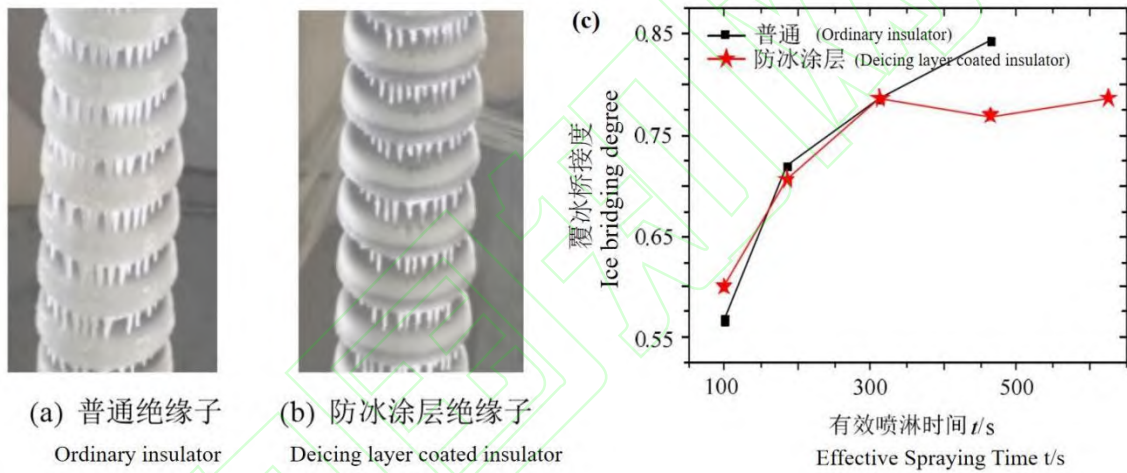 (c)
普通 (Ordinary insulator)
防冰涂层 (Deicing layer coated insulator)
0.85
0.75
0.65
0.55
覆冰桥接度
Ice bridging degree
100 300 500
有效喷淋时间 t/s
Effective Spraying Time t/s
(a) 普通绝缘子
Ordinary insulator
(b) 防冰涂层绝缘子
Deicing layer coated insulator